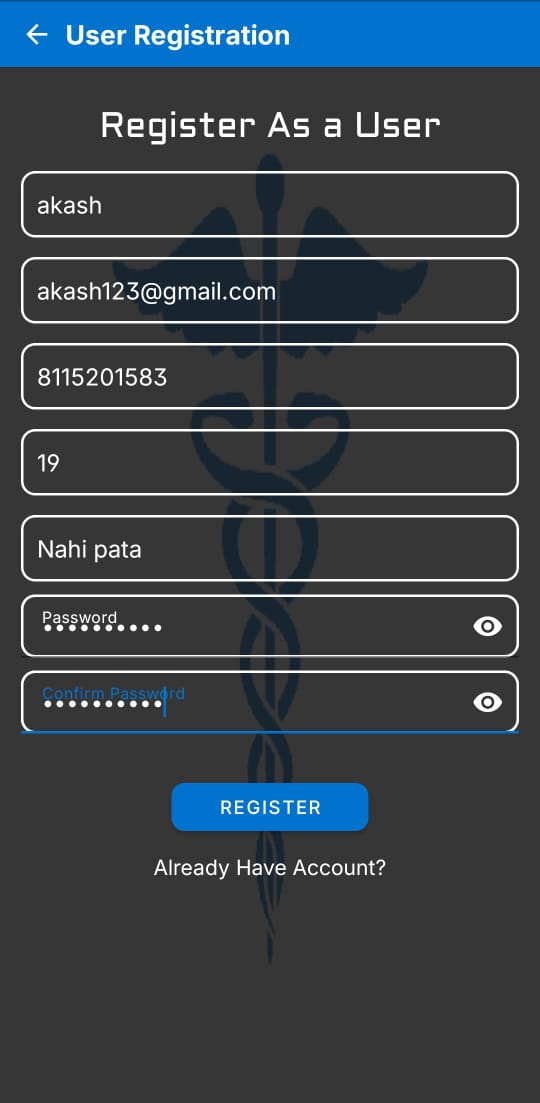 User Registration
Register As a User
akash
akash123@gmail.com
8115201583
19
Nahi pata
Password
••••••••••
Confirm Password
••••••••••
REGISTER
Already Have Account?